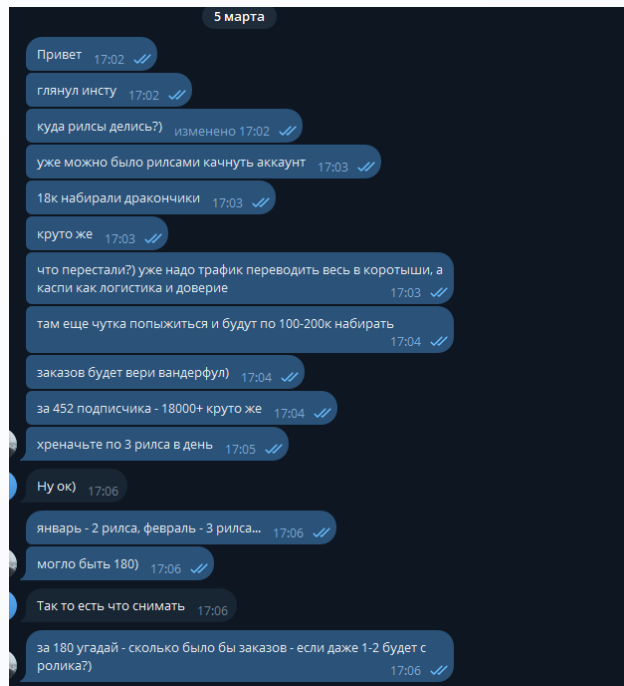 5 марта
Привет 17:02
глянул инсту 17:02
куда рилсы делись?) изменено 17:02
уже можно было рилсами качнуть аккаунт 17:03
18к набирали дракончики 17:03
круто же 17:03
что перестали?) уже надо трафик переводить весь в коротыши, а
каспи как логистика и доверие 17:03
там еще чутка попыжиться и будут по 100-200к набирать
17:04
заказов будет вери вандерфул) 17:04
за 452 подписчика - 18000+ круто же 17:04
хреначьте по 3 рилса в день 17:05
Ну ок) 17:06
январь - 2 рилса, февраль - 3 рилса... 17:06
могло быть 180) 17:06
Так то есть что снимать 17:06
за 180 угадай - сколько было бы заказов - если даже 1-2 будет с
ролика?) 17:06